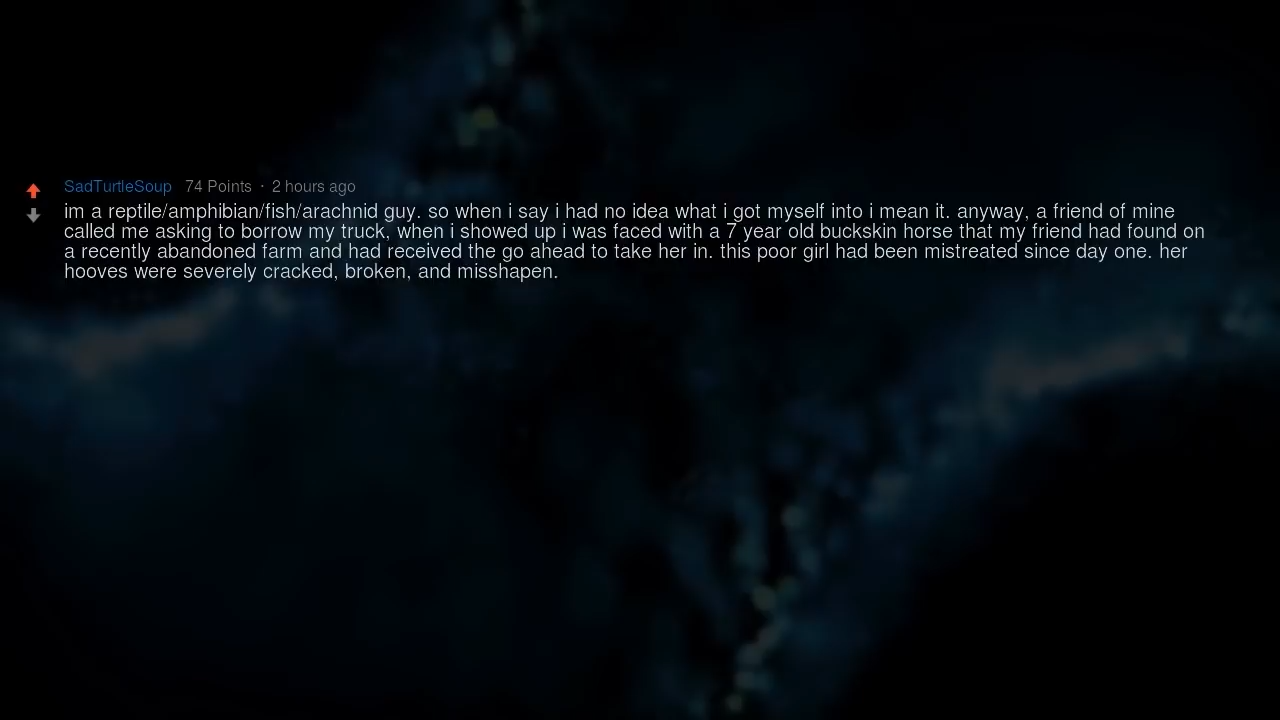 SadTurtleSoup 74 Points · 2 hours ago
im a reptile/amphibian/fish/arachnid guy. so when i say i had no idea what i got myself into i mean it. anyway, a friend of mine
called me asking to borrow my truck, when i showed up i was faced with a 7 year old buckskin horse that my friend had found on
a recently abandoned farm and had received the go ahead to take her in. this poor girl had been mistreated since day one. her
hooves were severely cracked, broken, and misshapen.